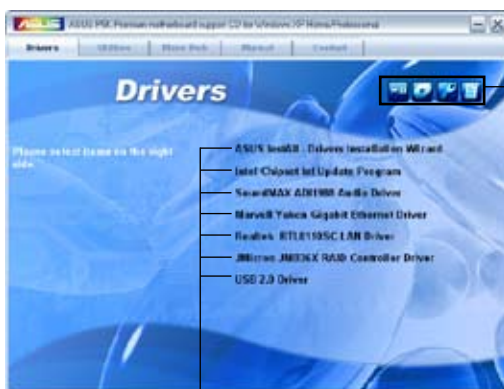 ASUS P5K Premium motherboard support CD for Windows XP Home/Professional
Drivers Utilities Make Disk Manual Contact
Drivers
Please select items on the right
side.
ASUS InstAll - Drivers Installation Wizard
Intel Chipset Inf Update Program
SoundMAX ADI1988 Audio Driver
Marvell Yukon Gigabit Ethernet Driver
Realtek RTL8110SC LAN Driver
JMicron JMB36X RAID Controller Driver
USB 2.0 Driver